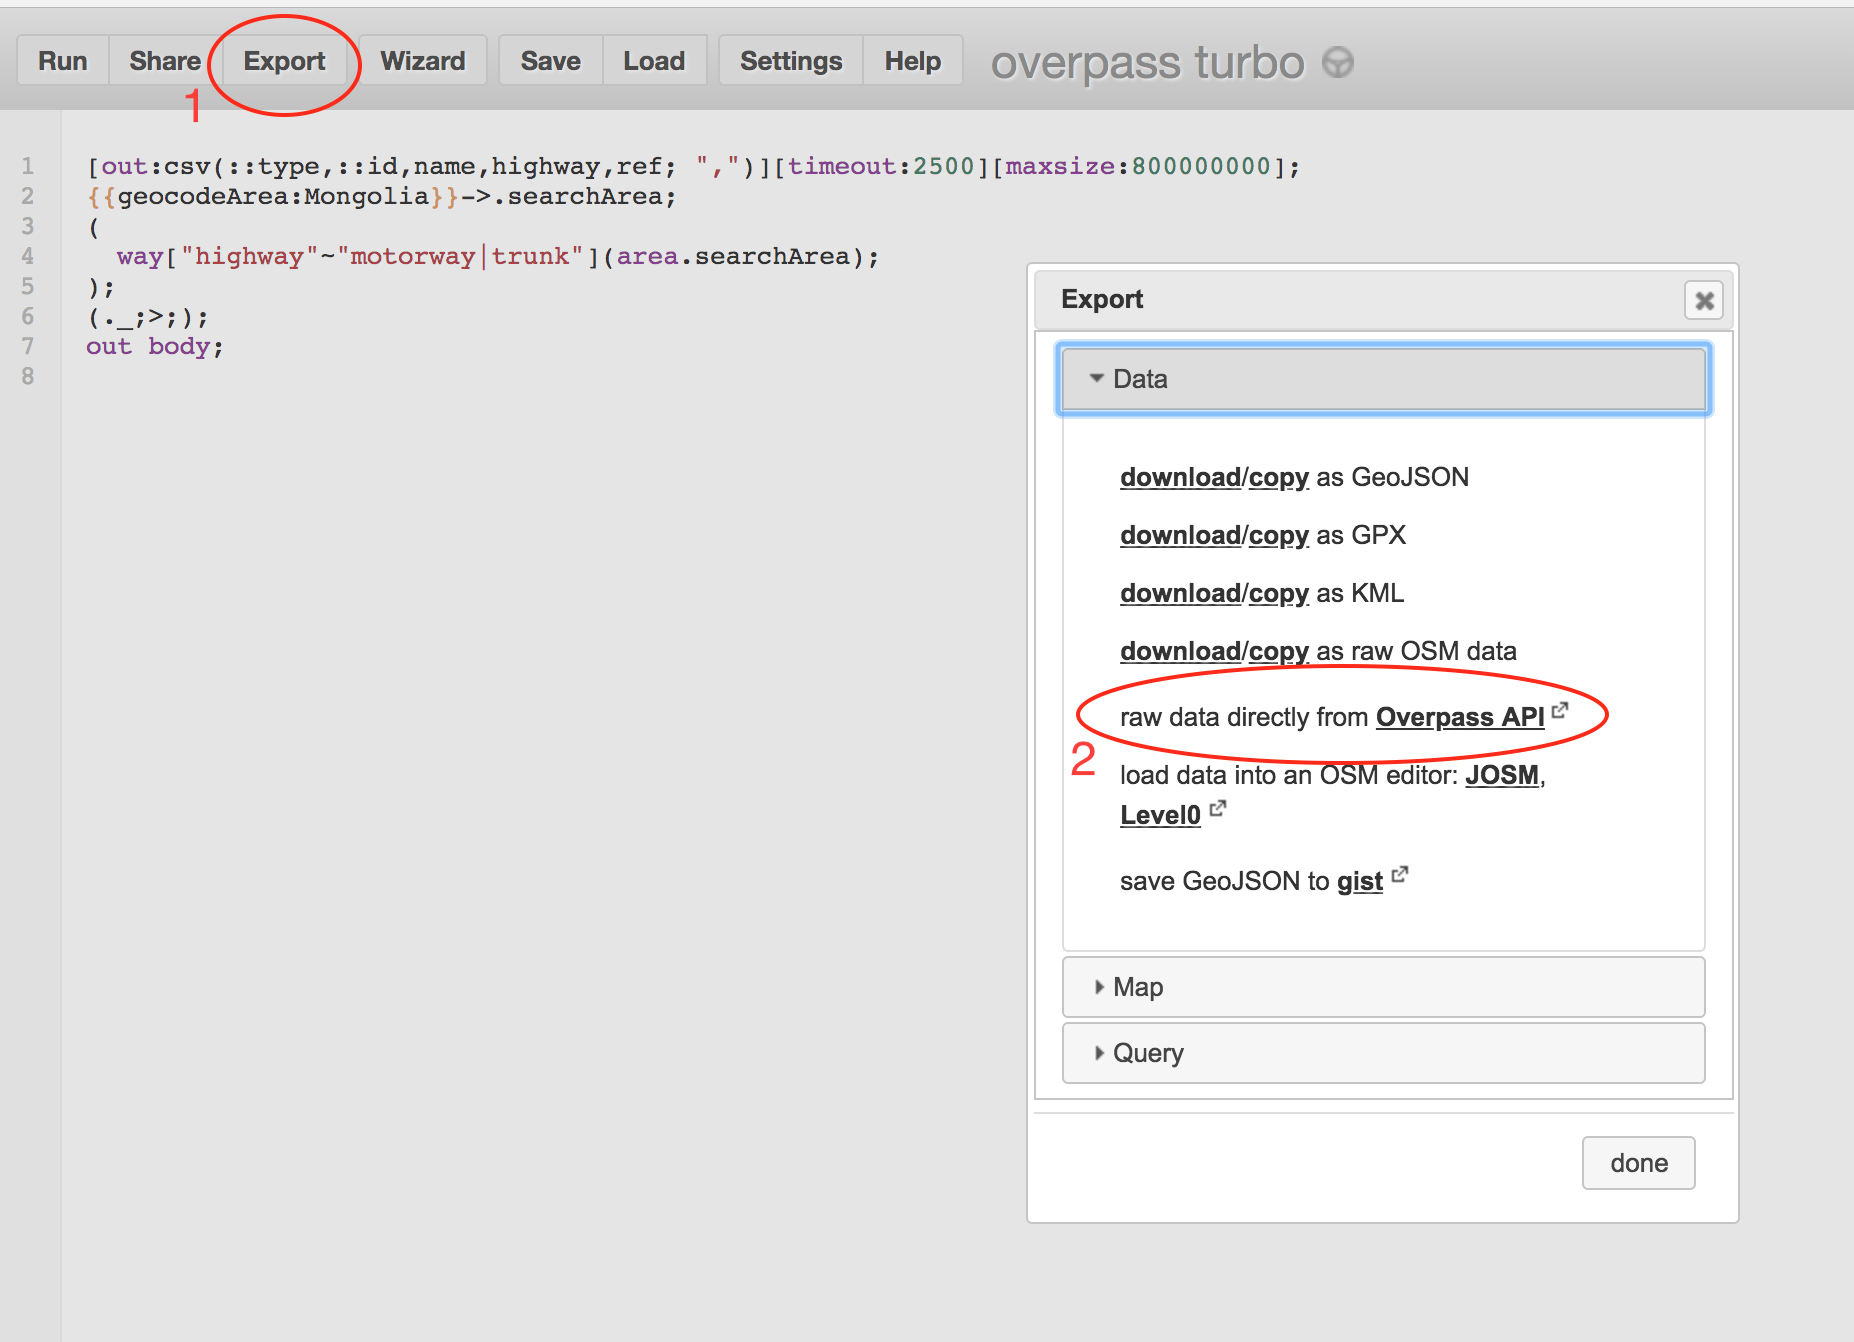 Run Share Export Wizard Save Load Settings Help overpass turbo
1
1 [out:csv(::type,::id,name,highway,ref; ",")][timeout:2500][maxsize:800000000];
2 {{geocodeArea:Mongolia}}->.searchArea;
3 (
4 way["highway"~"motorway|trunk"](area.searchArea);
5 );
6 (._;>;);
7 out body;
8
Export
Data
download/copy as GeoJSON
download/copy as GPX
download/copy as KML
download/copy as raw OSM data
raw data directly from Overpass API
2
load data into an OSM editor: JOSM,
Level0
save GeoJSON to gist
Map
Query
done